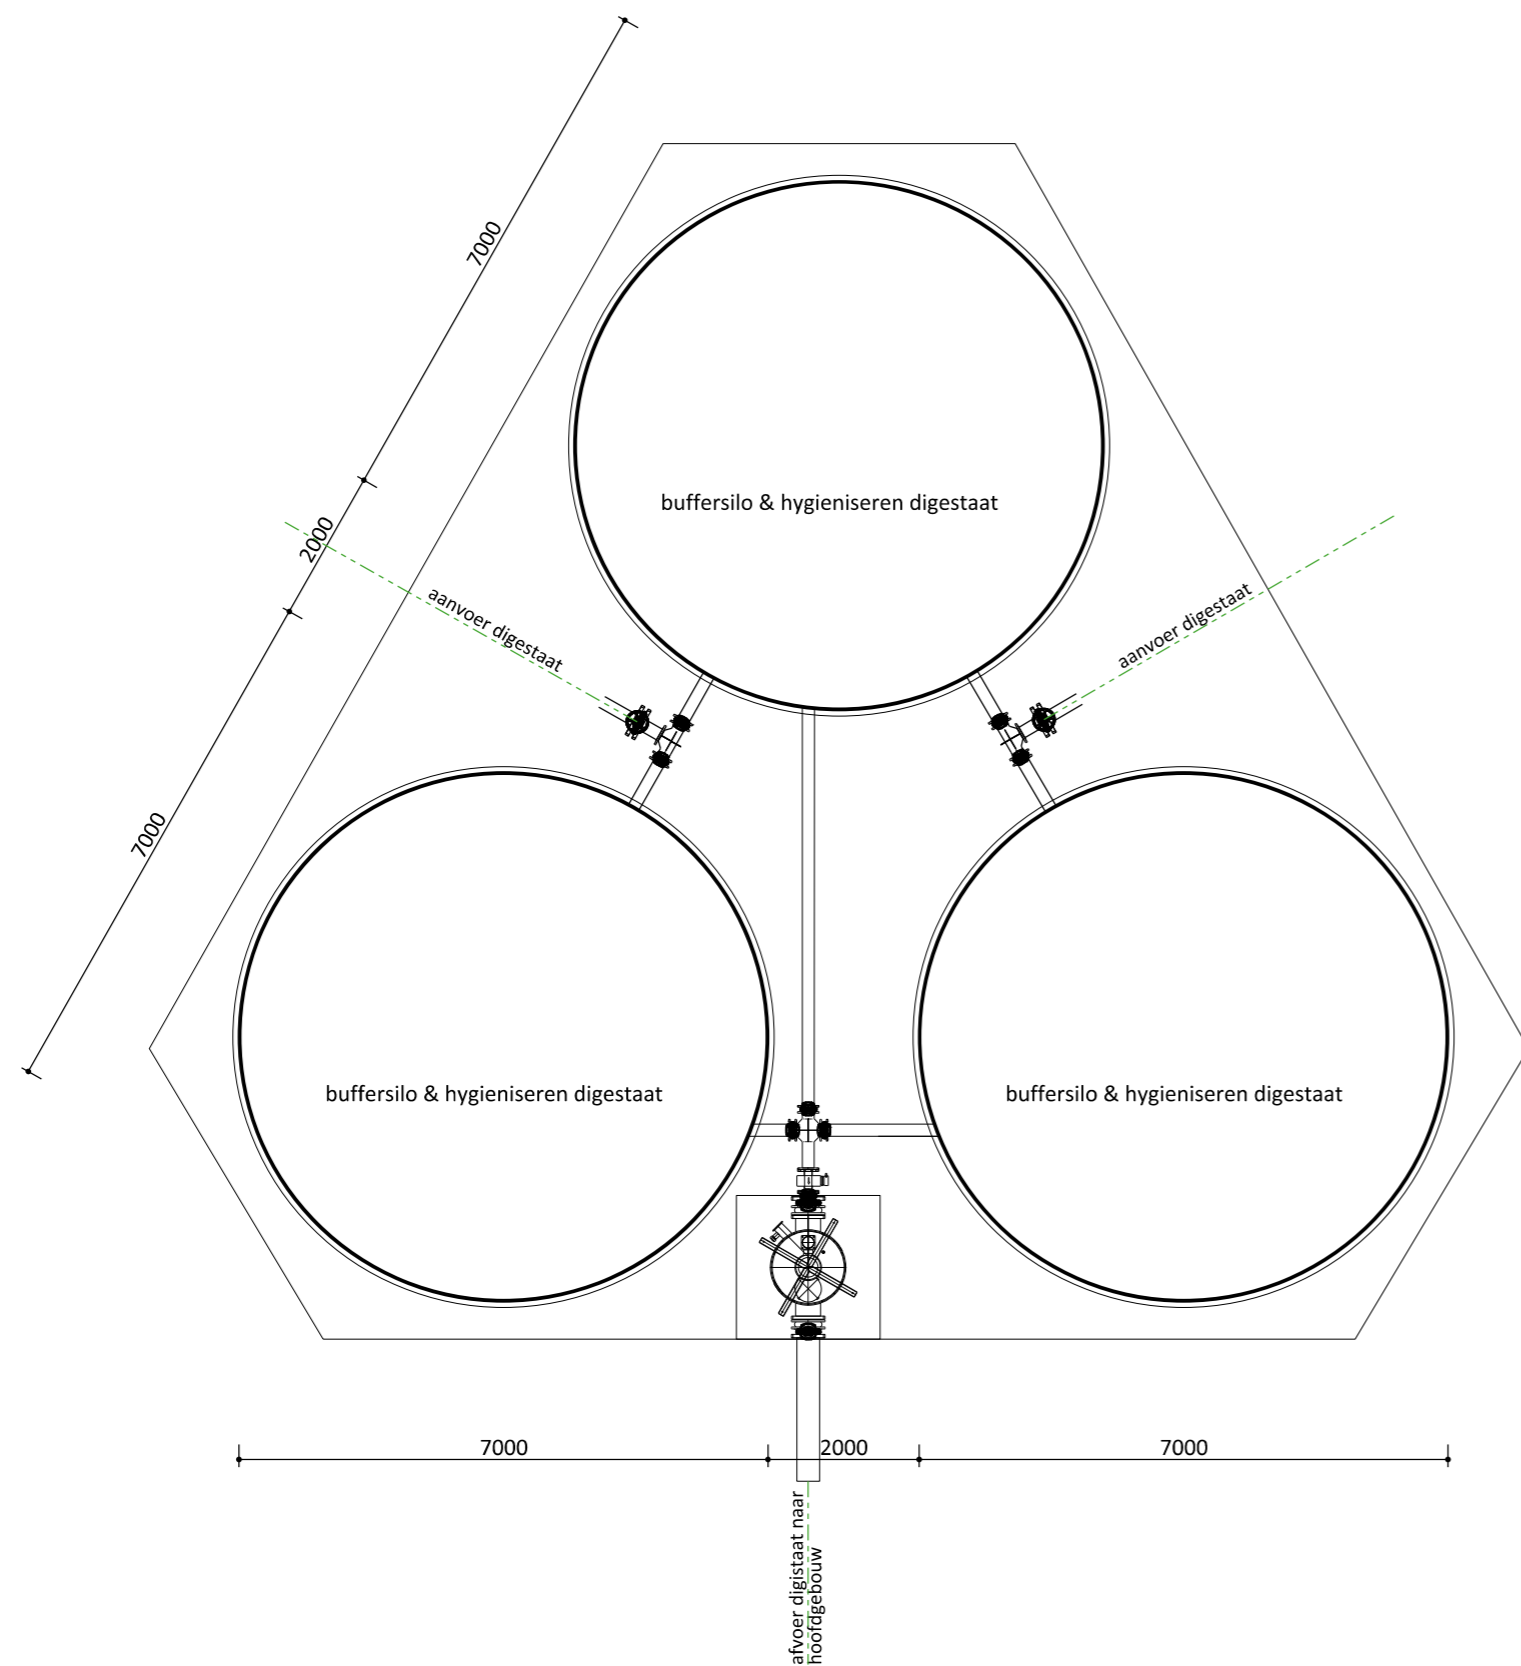 7000
buffersilo & hygieniseren digestaat
2000
aanvoer digestaat
aanvoer digestaat
7000
buffersilo & hygieniseren digestaat
buffersilo & hygieniseren digestaat
7000
2000
7000
afvoer digistaat naar
hoofdgebouw